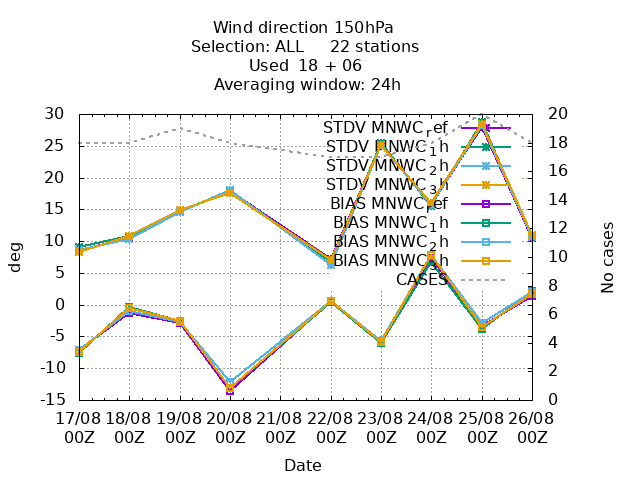 Wind direction 150hPa
Selection: ALL 22 stations
Used 18 + 06
Averaging window: 24h
30
25
20
15
10
5
0
-5
-10
-15
deg
20
18
16
14
12
10
8
6
4
2
0
No cases
STDV MNWC_ref
STDV MNWC_1h
STDV MNWC_2h
STDV MNWC_3h
BIAS MNWC_ref
BIAS MNWC_1h
BIAS MNWC_2h
BIAS MNWC_3h
CASES
17/08 18/08 19/08 20/08 21/08 22/08 23/08 24/08 25/08 26/08
00Z 00Z 00Z 00Z 00Z 00Z 00Z 00Z 00Z 00Z
Date